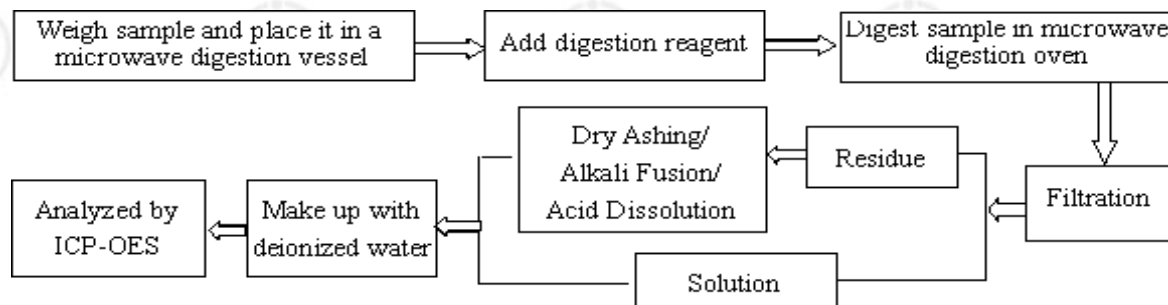 Weigh sample and place it in a
microwave digestion vessel
Add digestion reagent
Digest sample in microwave
digestion oven
Filtration
Residue
Dry Ashing/
Alkali Fusion/
Acid Dissolution
Solution
Make up with
deionized water
Analyzed by
ICP-OES